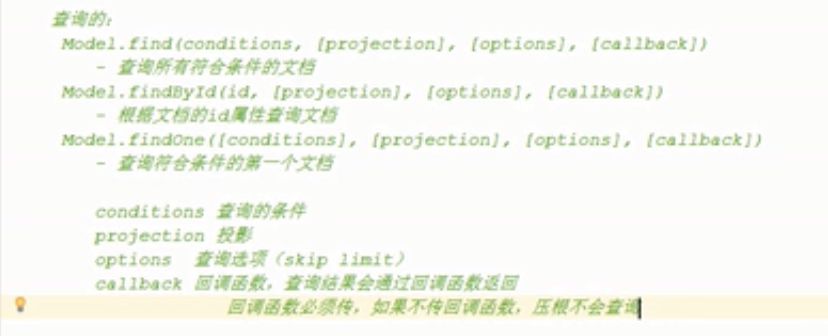 查询的:
Model.find(conditions, [projection], [options], [callback])
- 查询所有符合条件的文档
Model.findById(id, [projection], [options], [callback])
- 根据文档的id属性查询文档
Model.findOne([conditions], [projection], [options], [callback])
- 查询符合条件的第一个文档
conditions 查询的条件
projection 投影
options 查询选项（skip limit）
callback 回调函数，查询结果会通过回调函数返回
回调函数必须传，如果不传回调函数，压根不会查询